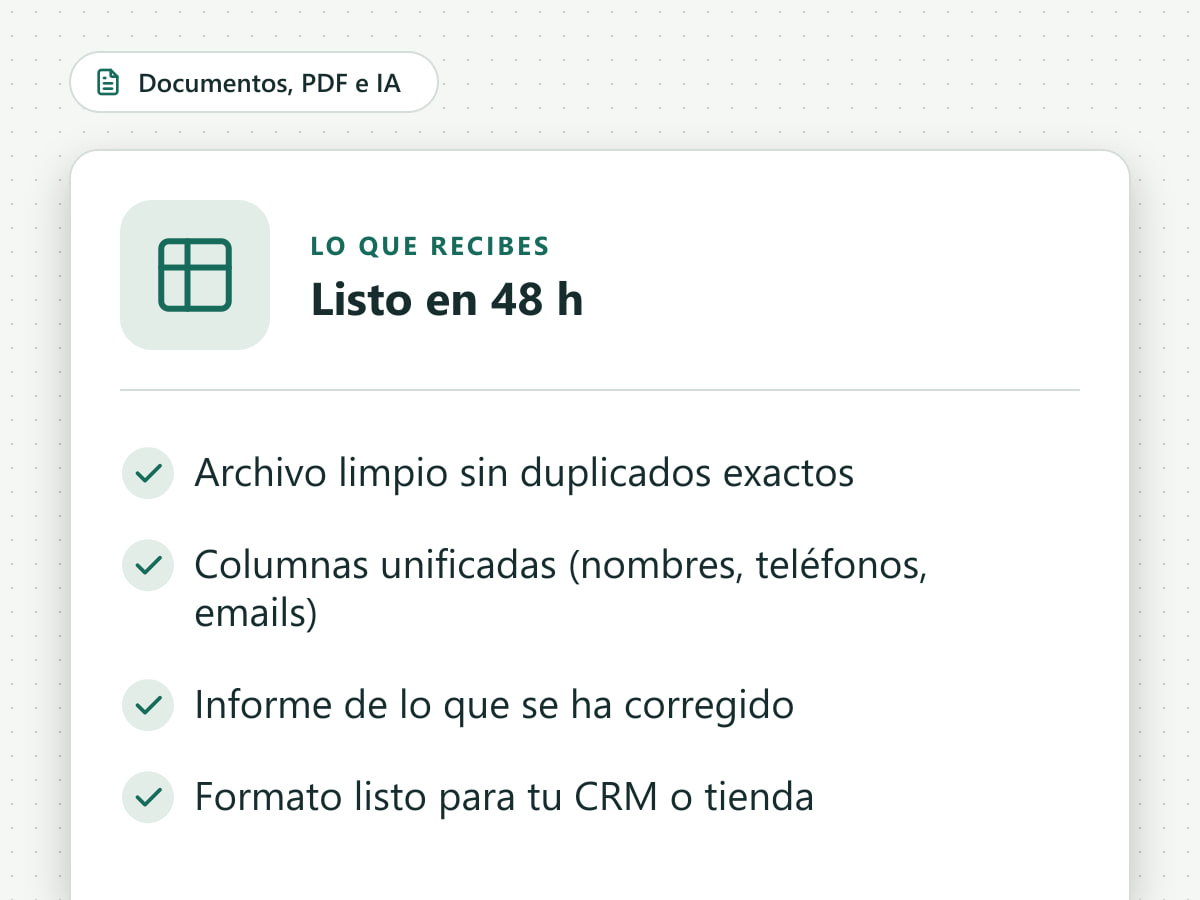 Documentos, PDF e IA
LO QUE RECIBES
Listo en 48 h
Archivo limpio sin duplicados exactos
Columnas unificadas (nombres, teléfonos,
emails)
Informe de lo que se ha corregido
Formato listo para tu CRM o tienda